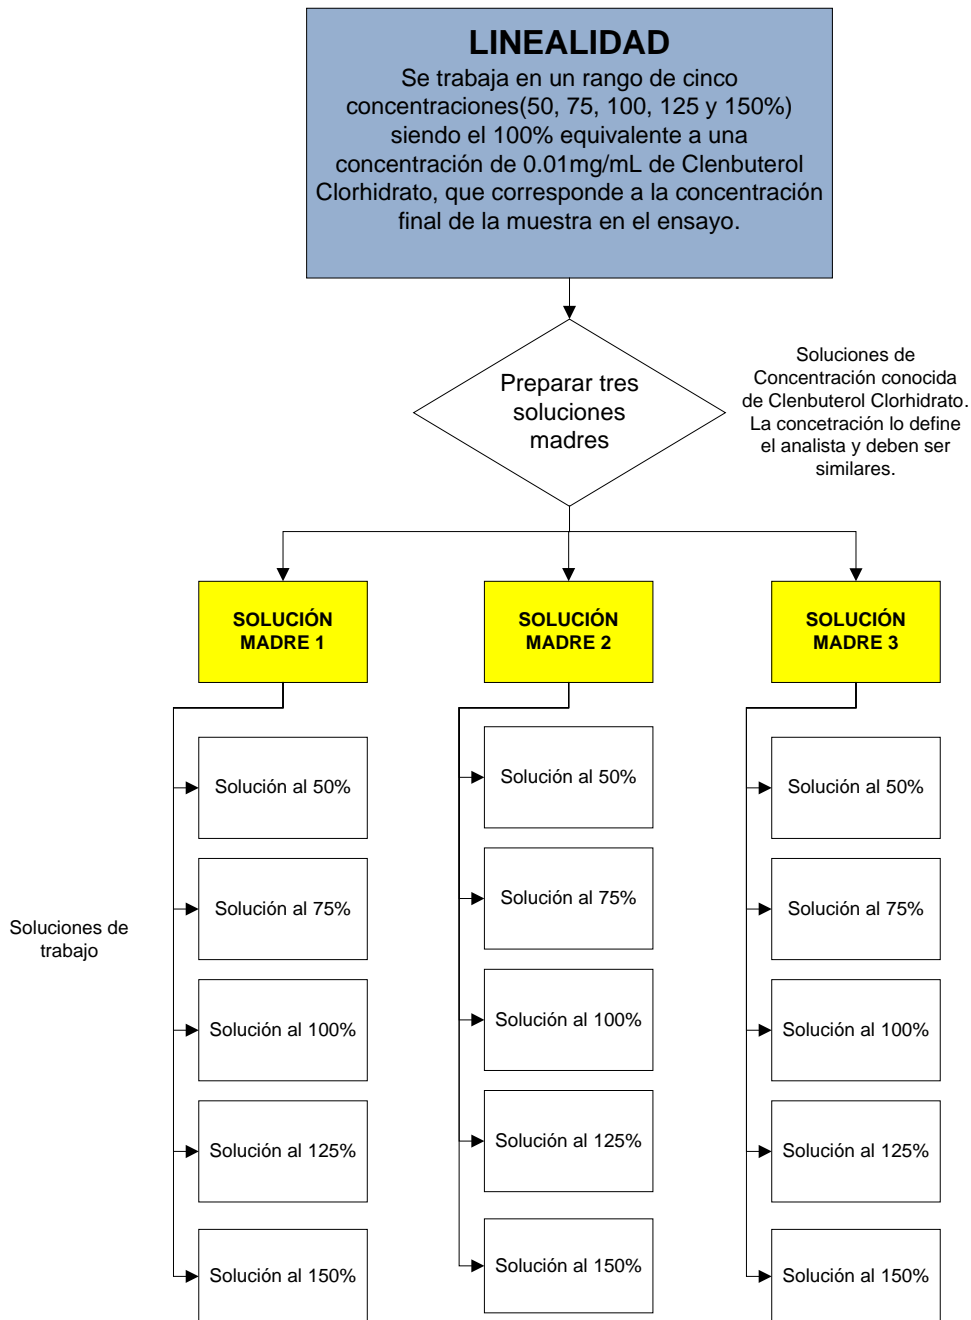 LINEALIDAD
Se trabaja en un rango de cinco
concentraciones(50, 75, 100, 125 y 150%)
siendo el 100% equivalente a una
concentración de 0.01mg/mL de Clenbuterol
Clorhidrato, que corresponde a la concentración
final de la muestra en el ensayo.
Preparar tres
soluciones
madres
Soluciones de
Concentración conocida
de Clenbuterol Clorhidrato.
La concetración lo define
el analista y deben ser
similares.
SOLUCIÓN
MADRE 1
SOLUCIÓN
MADRE 2
SOLUCIÓN
MADRE 3
Soluciones de
trabajo
Solución al 50%
Solución al 75%
Solución al 100%
Solución al 125%
Solución al 150%
Solución al 50%
Solución al 75%
Solución al 100%
Solución al 125%
Solución al 150%
Solución al 50%
Solución al 75%
Solución al 100%
Solución al 125%
Solución al 150%